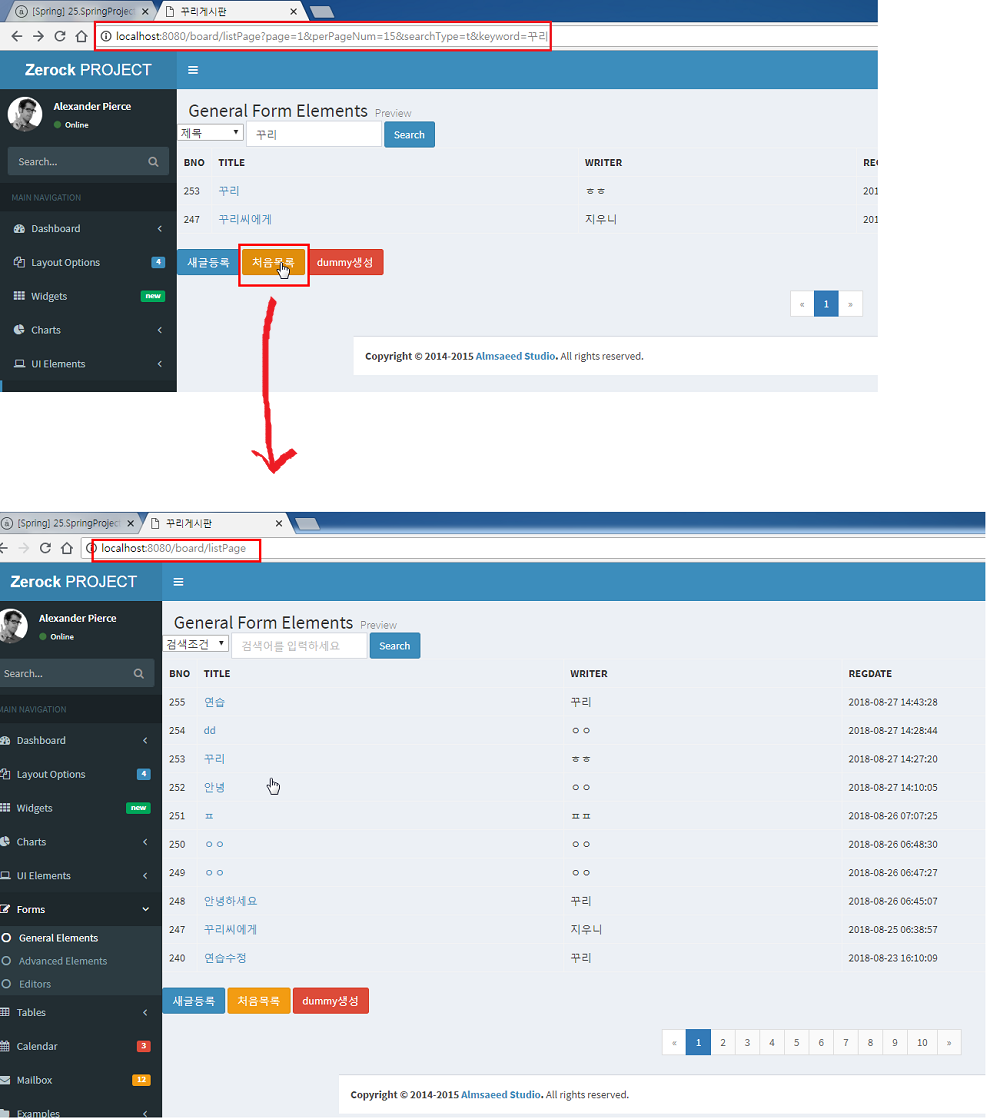 [Spring] 25.SpringProject
꾸리게시판
localhost:8080/board/listPage?page=1&perPageNum=15&searchType=t&keyword=꾸리
Zerock PROJECT
Alexander Pierce
Online
Search...
MAIN NAVIGATION
Dashboard
Layout Options 4
Widgets new
Charts
UI Elements
General Form Elements Preview
제목 꾸리 Search
BNO TITLE WRITER
253 꾸리 ㅎㅎ 201
247 꾸리씨에게 지우니 201
새글등록 처음목록 dummy생성
« 1 »
Copyright © 2014-2015 Almsaeed Studio. All rights reserved.
[Spring] 25.SpringProject
꾸리게시판
localhost:8080/board/listPage
Zerock PROJECT
Alexander Pierce
Online
Search...
MAIN NAVIGATION
Dashboard
Layout Options 4
Widgets new
Charts
UI Elements
Forms
General Elements
Advanced Elements
Editors
Tables
Calendar 3
Mailbox 12
Examples
General Form Elements Preview
검색조건 검색어를 입력하세요 Search
BNO TITLE WRITER REGDATE
255 연습 꾸리 2018-08-27 14:43:28
254 dd ㅇㅇ 2018-08-27 14:28:44
253 꾸리 ㅎㅎ 2018-08-27 14:27:20
252 안녕 ㅇㅇ 2018-08-27 14:10:05
251 ㅍ ㅍㅍ 2018-08-26 07:07:25
250 ㅇㅇ ㅇㅇ 2018-08-26 06:48:30
249 ㅇㅇ ㅇㅇ 2018-08-26 06:47:27
248 안녕하세요 꾸리 2018-08-26 06:45:07
247 꾸리씨에게 지우니 2018-08-25 06:38:57
240 연습수정 꾸리 2018-08-23 16:10:09
새글등록 처음목록 dummy생성
« 1 2 3 4 5 6 7 8 9 10 »
Copyright © 2014-2015 Almsaeed Studio. All rights reserved.